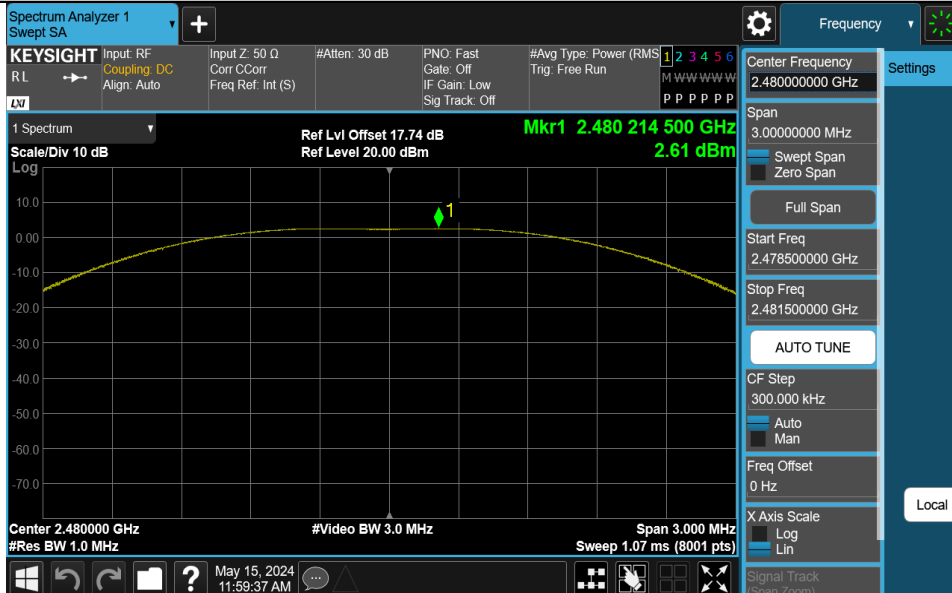 Spectrum Analyzer 1
Swept SA
+
Frequency
KEYSIGHT
RL
LXI
Input: RF
Coupling: DC
Align: Auto
Input Z: 50 Ω
Corr CCorr
Freq Ref: Int (S)
#Atten: 30 dB
PNO: Fast
Gate: Off
IF Gain: Low
Sig Track: Off
#Avg Type: Power (RMS
Trig: Free Run
1 2 3 4 5 6
M W W W W W
P P P P P P
1 Spectrum
Scale/Div 10 dB
Log
Ref Lvl Offset 17.74 dB
Ref Level 20.00 dBm
Mkr1 2.480 214 500 GHz
2.61 dBm
1
10.0
0.00
-10.0
-20.0
-30.0
-40.0
-50.0
-60.0
-70.0
Center 2.480000 GHz
#Res BW 1.0 MHz
#Video BW 3.0 MHz
Span 3.000 MHz
Sweep 1.07 ms (8001 pts)
?
May 15, 2024
11:59:37 AM
Center Frequency
2.480000000 GHz
Span
3.00000000 MHz
Swept Span
Zero Span
Full Span
Start Freq
2.478500000 GHz
Stop Freq
2.481500000 GHz
AUTO TUNE
CF Step
300.000 kHz
Auto
Man
Freq Offset
0 Hz
X Axis Scale
Log
Lin
Signal Track
(Span Zoom)
Settings
Local